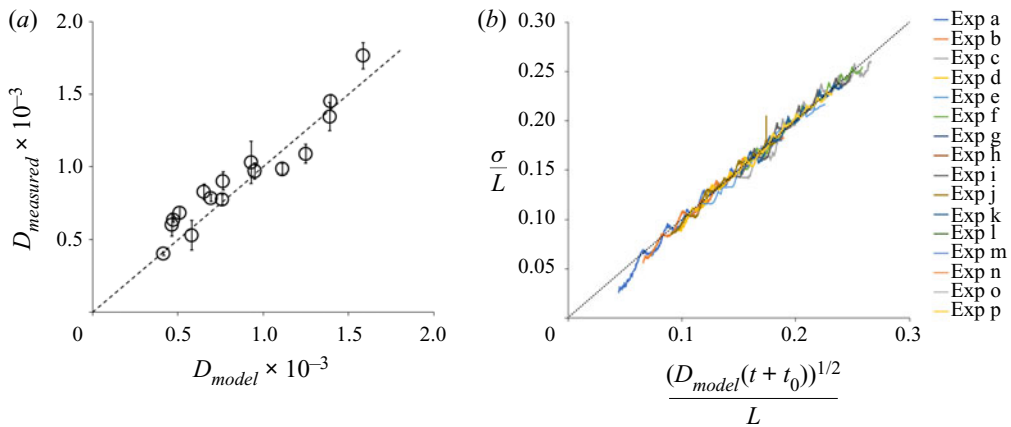 (a)
2.0
1.5
1.0
0.5
0
0.5
1.0
1.5
2.0
D_measured × 10^−3
D_model × 10^−3
(b)
0.30
0.25
0.20
0.15
0.10
0.05
0
0.1
0.2
0.3
σ
L
(D_model(t + t_0))^1/2
L
Exp a
Exp b
Exp c
Exp d
Exp e
Exp f
Exp g
Exp h
Exp i
Exp j
Exp k
Exp l
Exp m
Exp n
Exp o
Exp p